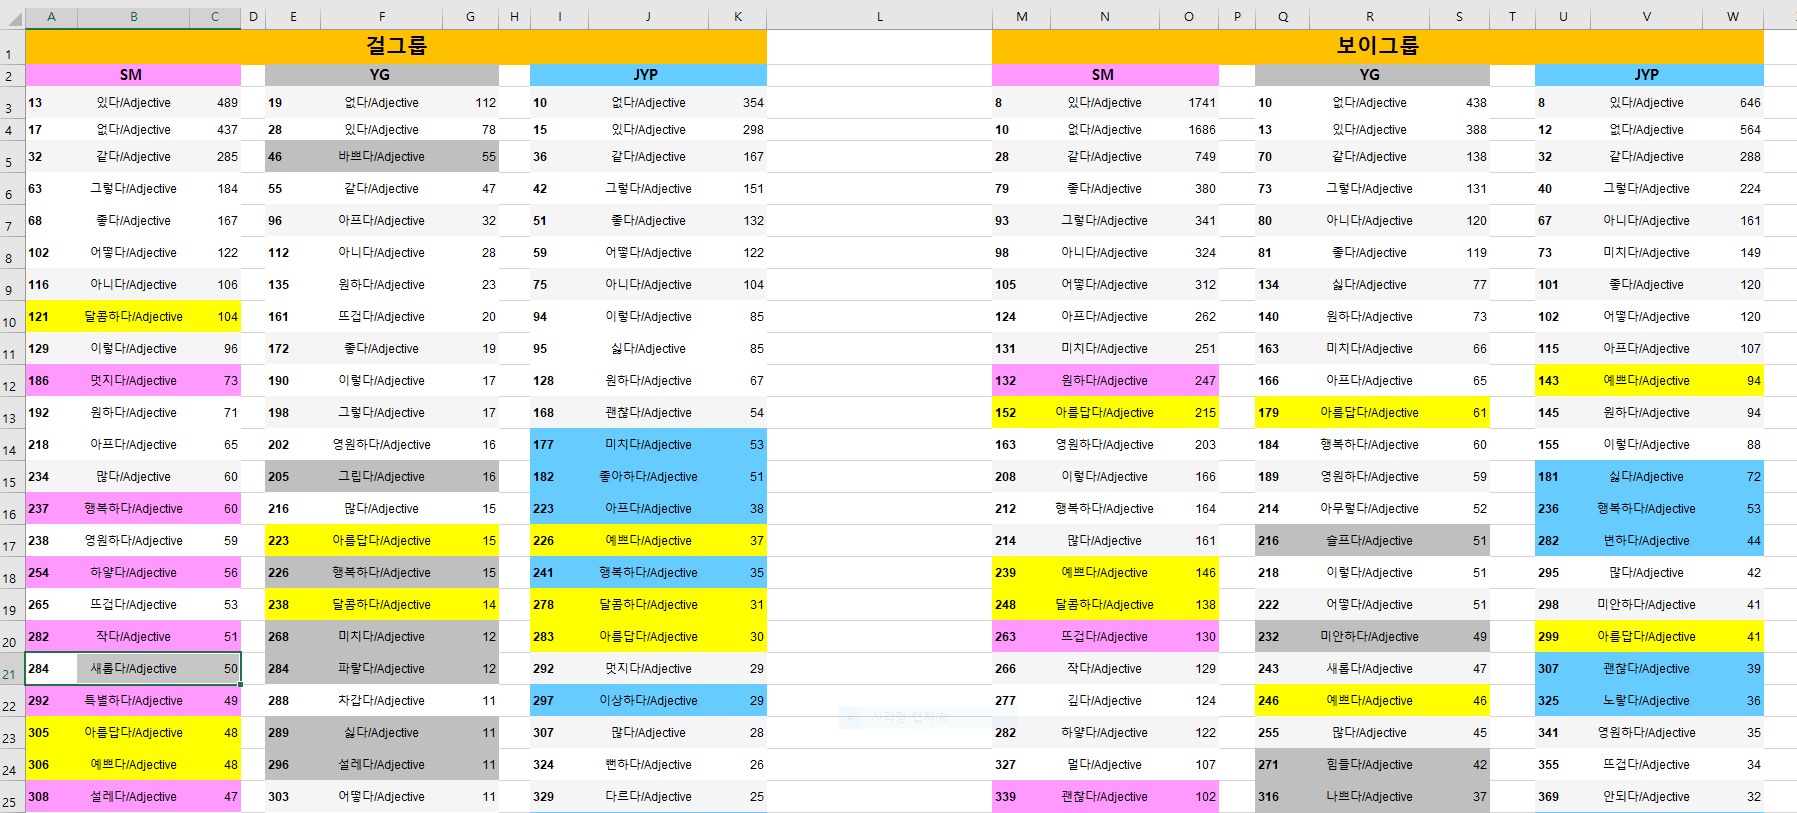 A B C D E F G H I J K L M N O P Q R S T U V W
1 걸그룹 보이그룹
2 SM YG JYP SM YG JYP
3 13 있다/Adjective 489 19 없다/Adjective 112 10 없다/Adjective 354 8 있다/Adjective 1741 10 없다/Adjective 438 8 있다/Adjective 646
4 17 없다/Adjective 437 28 있다/Adjective 78 15 있다/Adjective 298 10 없다/Adjective 1686 13 있다/Adjective 388 12 없다/Adjective 564
5 32 같다/Adjective 285 46 바쁘다/Adjective 55 36 같다/Adjective 167 28 같다/Adjective 749 70 같다/Adjective 138 32 같다/Adjective 288
6 63 그렇다/Adjective 184 55 같다/Adjective 47 42 그렇다/Adjective 151 79 좋다/Adjective 380 73 그렇다/Adjective 131 40 그렇다/Adjective 224
7 68 좋다/Adjective 167 96 아프다/Adjective 32 51 좋다/Adjective 132 93 그렇다/Adjective 341 80 아니다/Adjective 120 67 아니다/Adjective 161
8 102 어떻다/Adjective 122 112 아니다/Adjective 28 59 어떻다/Adjective 122 98 아니다/Adjective 324 81 좋다/Adjective 119 73 미치다/Adjective 149
9 116 아니다/Adjective 106 135 원하다/Adjective 23 75 아니다/Adjective 104 105 어떻다/Adjective 312 134 싫다/Adjective 77 101 좋다/Adjective 120
10 121 달콤하다/Adjective 104 161 뜨겁다/Adjective 20 94 이렇다/Adjective 85 124 아프다/Adjective 262 140 원하다/Adjective 73 102 어떻다/Adjective 120
11 129 이렇다/Adjective 96 172 좋다/Adjective 19 95 싫다/Adjective 85 131 미치다/Adjective 251 163 미치다/Adjective 66 115 아프다/Adjective 107
12 186 멋지다/Adjective 73 190 이렇다/Adjective 17 128 원하다/Adjective 67 132 원하다/Adjective 247 166 아프다/Adjective 65 143 예쁘다/Adjective 94
13 192 원하다/Adjective 71 198 그렇다/Adjective 17 168 괜찮다/Adjective 54 152 아름답다/Adjective 215 179 아름답다/Adjective 61 145 원하다/Adjective 94
14 218 아프다/Adjective 65 202 영원하다/Adjective 16 177 미치다/Adjective 53 163 영원하다/Adjective 203 184 행복하다/Adjective 60 155 이렇다/Adjective 88
15 234 많다/Adjective 60 205 그립다/Adjective 16 182 좋아하다/Adjective 51 208 이렇다/Adjective 166 189 영원하다/Adjective 59 181 싫다/Adjective 72
16 237 행복하다/Adjective 60 216 많다/Adjective 15 223 아프다/Adjective 38 212 행복하다/Adjective 164 214 아무렇다/Adjective 52 236 행복하다/Adjective 53
17 238 영원하다/Adjective 59 223 아름답다/Adjective 15 226 예쁘다/Adjective 37 214 많다/Adjective 161 216 슬프다/Adjective 51 282 변하다/Adjective 44
18 254 하얗다/Adjective 56 226 행복하다/Adjective 15 241 행복하다/Adjective 35 239 예쁘다/Adjective 146 218 이렇다/Adjective 51 295 많다/Adjective 42
19 265 뜨겁다/Adjective 53 238 달콤하다/Adjective 14 278 달콤하다/Adjective 31 248 달콤하다/Adjective 138 222 어떻다/Adjective 51 298 미안하다/Adjective 41
20 282 작다/Adjective 51 268 미치다/Adjective 12 283 아름답다/Adjective 30 263 뜨겁다/Adjective 130 232 미안하다/Adjective 49 299 아름답다/Adjective 41
21 284 새롭다/Adjective 50 284 파랗다/Adjective 12 292 멋지다/Adjective 29 266 작다/Adjective 129 243 새롭다/Adjective 47 307 괜찮다/Adjective 39
22 292 특별하다/Adjective 49 288 차갑다/Adjective 11 297 이상하다/Adjective 29 277 깊다/Adjective 124 246 예쁘다/Adjective 46 325 노랗다/Adjective 36
23 305 아름답다/Adjective 48 289 싫다/Adjective 11 307 많다/Adjective 28 282 하얗다/Adjective 122 255 많다/Adjective 45 341 영원하다/Adjective 35
24 306 예쁘다/Adjective 48 296 설레다/Adjective 11 324 뻔하다/Adjective 26 327 멀다/Adjective 107 271 힘들다/Adjective 42 355 뜨겁다/Adjective 34
25 308 설레다/Adjective 47 303 어떻다/Adjective 11 329 다르다/Adjective 25 339 괜찮다/Adjective 102 316 나쁘다/Adjective 37 369 안되다/Adjective 32